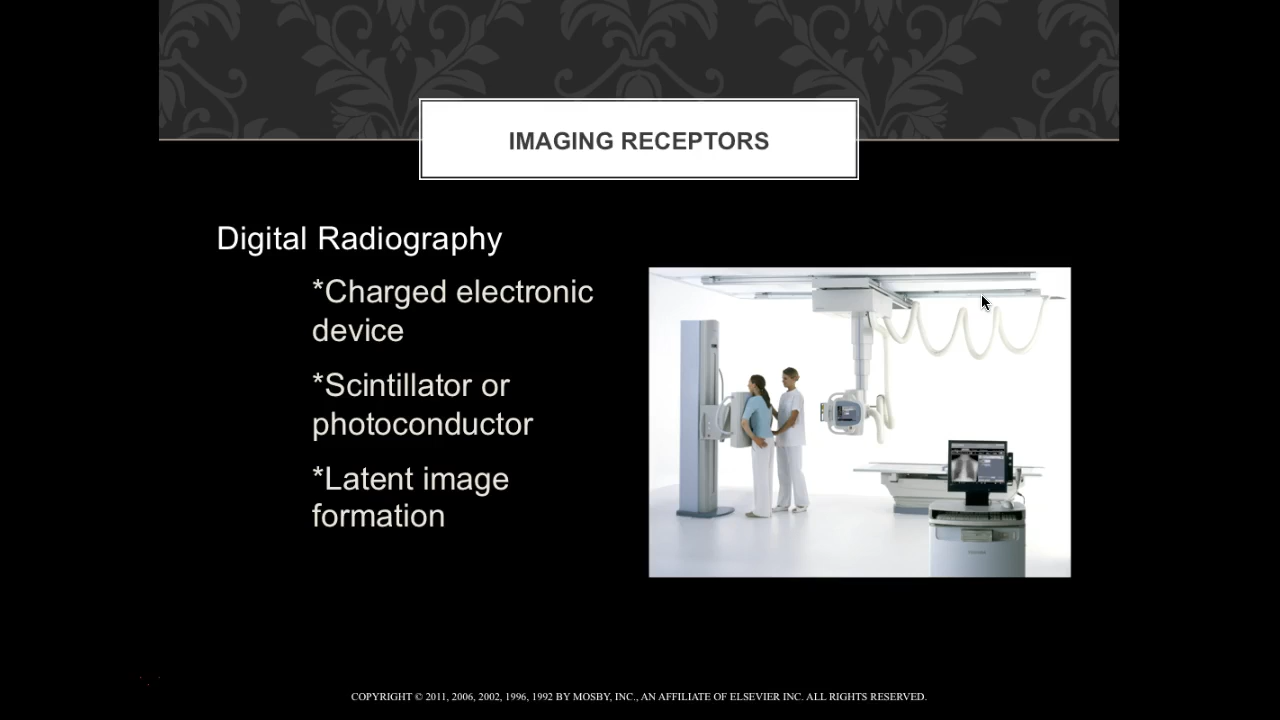 IMAGING RECEPTORS
Digital Radiography
*Charged electronic
device
*Scintillator or
photoconductor
*Latent image
formation
COPYRIGHT © 2011, 2006, 2002, 1996, 1992 BY MOSBY, INC., AN AFFILIATE OF ELSEVIER INC. ALL RIGHTS RESERVED.